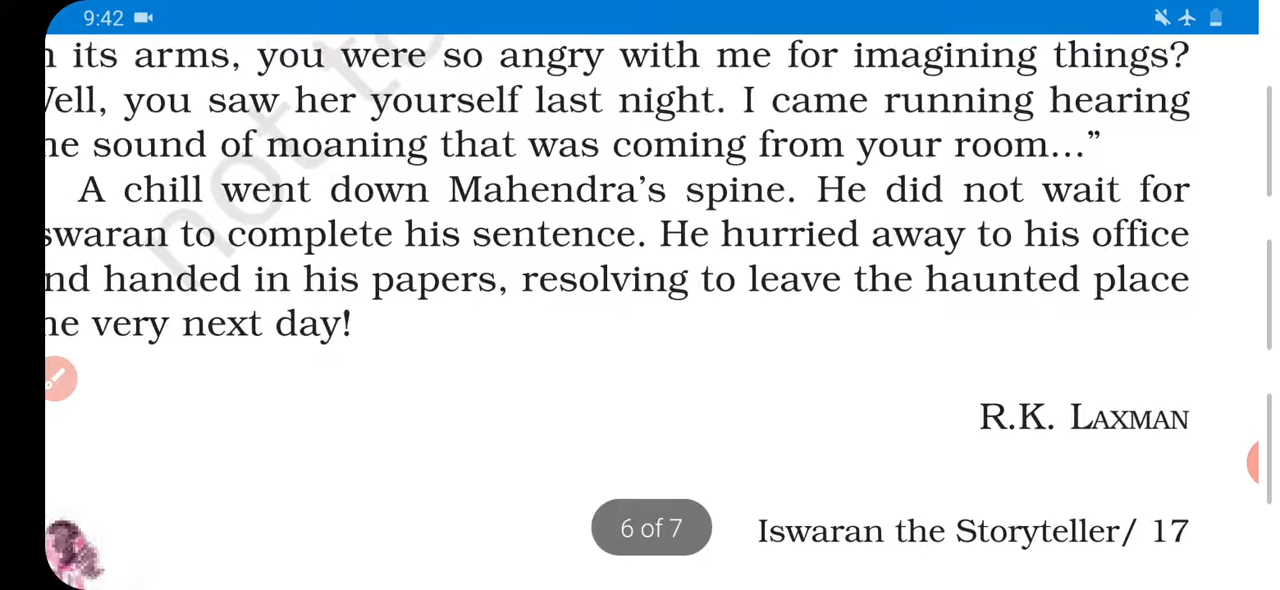 9:42
its arms, you were so angry with me for imagining things?
you saw her yourself last night. I came running hearing
sound of moaning that was coming from your room...”
A chill went down Mahendra’s spine. He did not wait for
swaran to complete his sentence. He hurried away to his office
nd handed in his papers, resolving to leave the haunted place
very next day!
R.K. LAXMAN
6 of 7
Iswaran the Storyteller/ 17